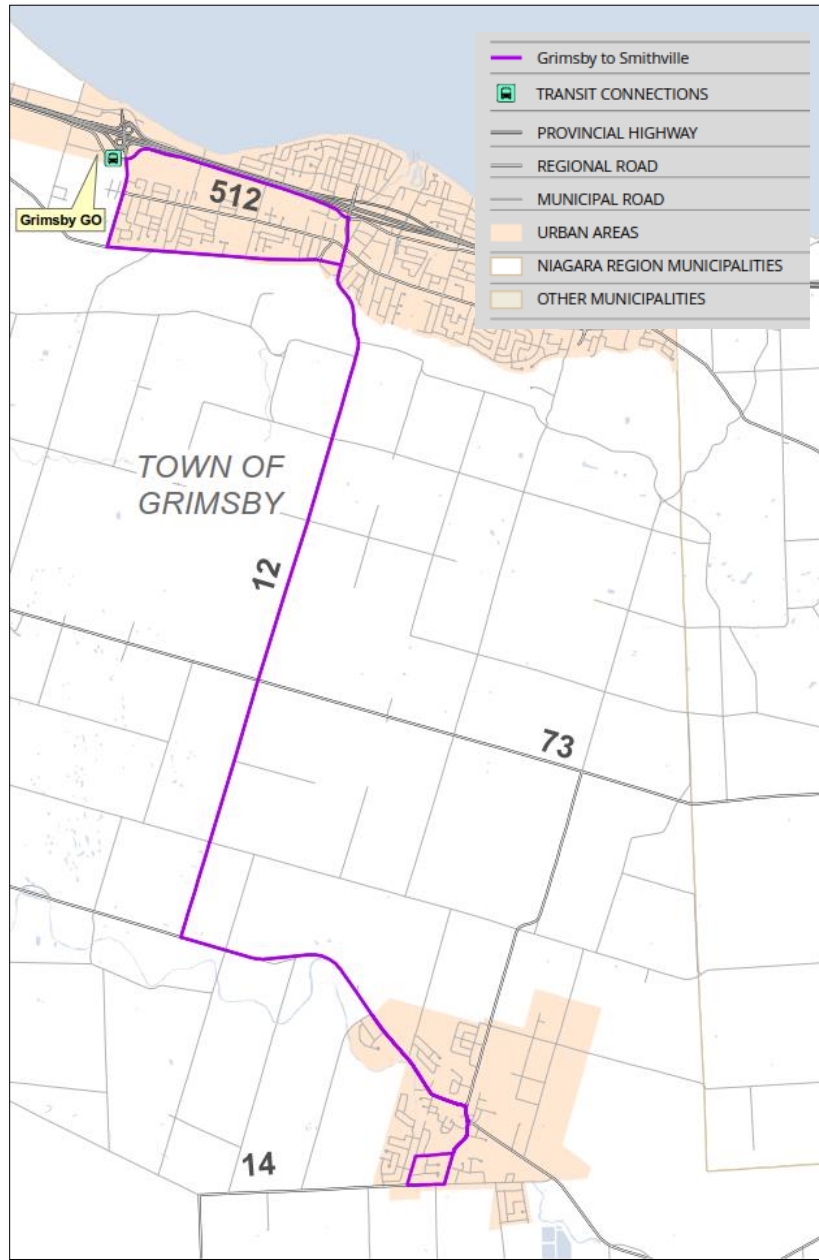 Grimsby to Smithville
TRANSIT CONNECTIONS
PROVINCIAL HIGHWAY
REGIONAL ROAD
MUNICIPAL ROAD
URBAN AREAS
NIAGARA REGION MUNICIPALITIES
OTHER MUNICIPALITIES
512
Grimsby GO
TOWN OF
GRIMSBY
12
73
14